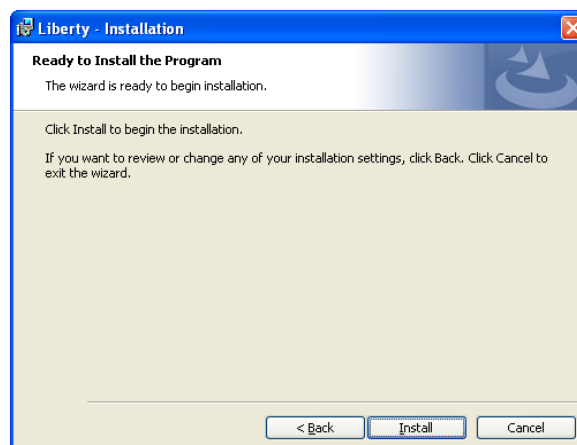 Liberty - Installation
Ready to Install the Program
The wizard is ready to begin installation.
Click Install to begin the installation.
If you want to review or change any of your installation settings, click Back. Click Cancel to
exit the wizard.
< Back Install Cancel